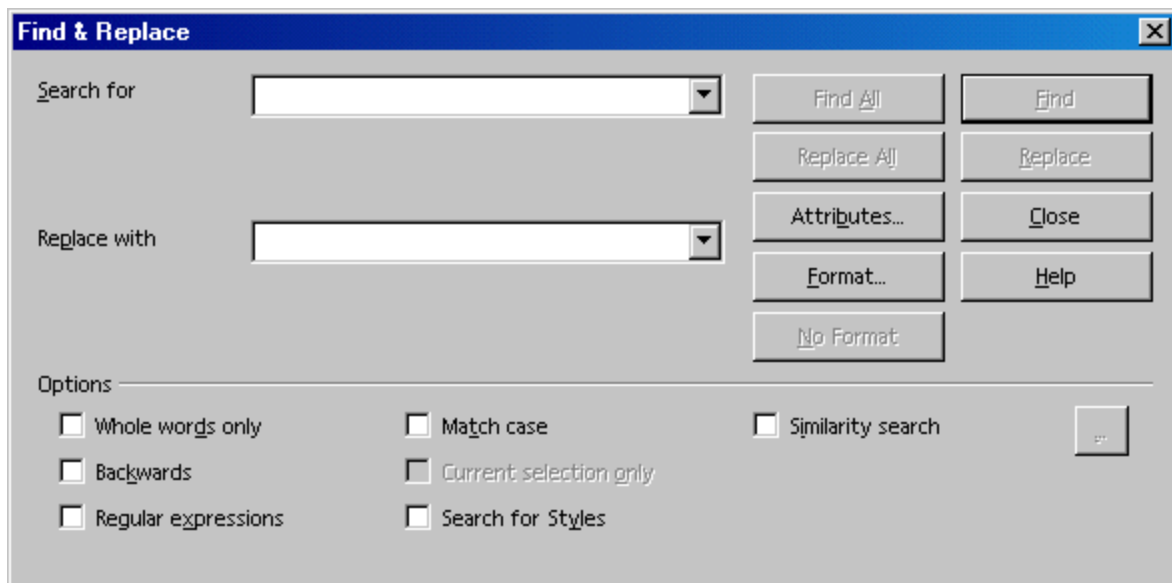 Find & Replace
Search for
Find All
Find
Replace All
Replace
Attributes...
Close
Replace with
Format...
Help
No Format
Options
Whole words only
Match case
Similarity search
...
Backwards
Current selection only
Regular expressions
Search for Styles